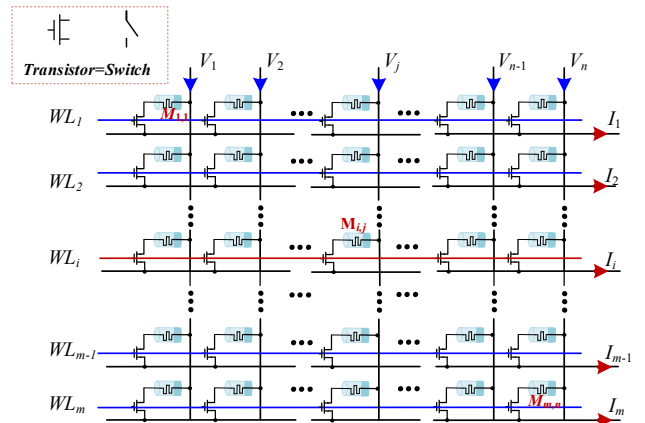 Transistor=Switch
V1 V2 Vj Vn-1 Vn
WL1 M1,1 I1
WL2 I2
Mi,j
WLi Ii
WLm-1 Im-1
WLm Mm,n Im